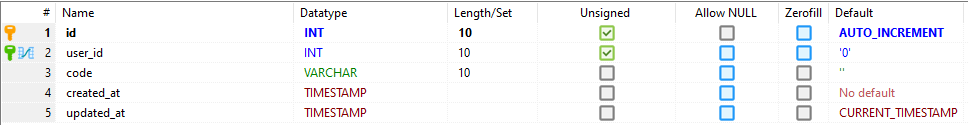 # Name Datatype Length/Set Unsigned Allow NULL Zerofill Default
1 id INT 10 AUTO_INCREMENT
2 user_id INT 10 '0'
3 code VARCHAR 10 ''
4 created_at TIMESTAMP No default
5 updated_at TIMESTAMP CURRENT_TIMESTAMP